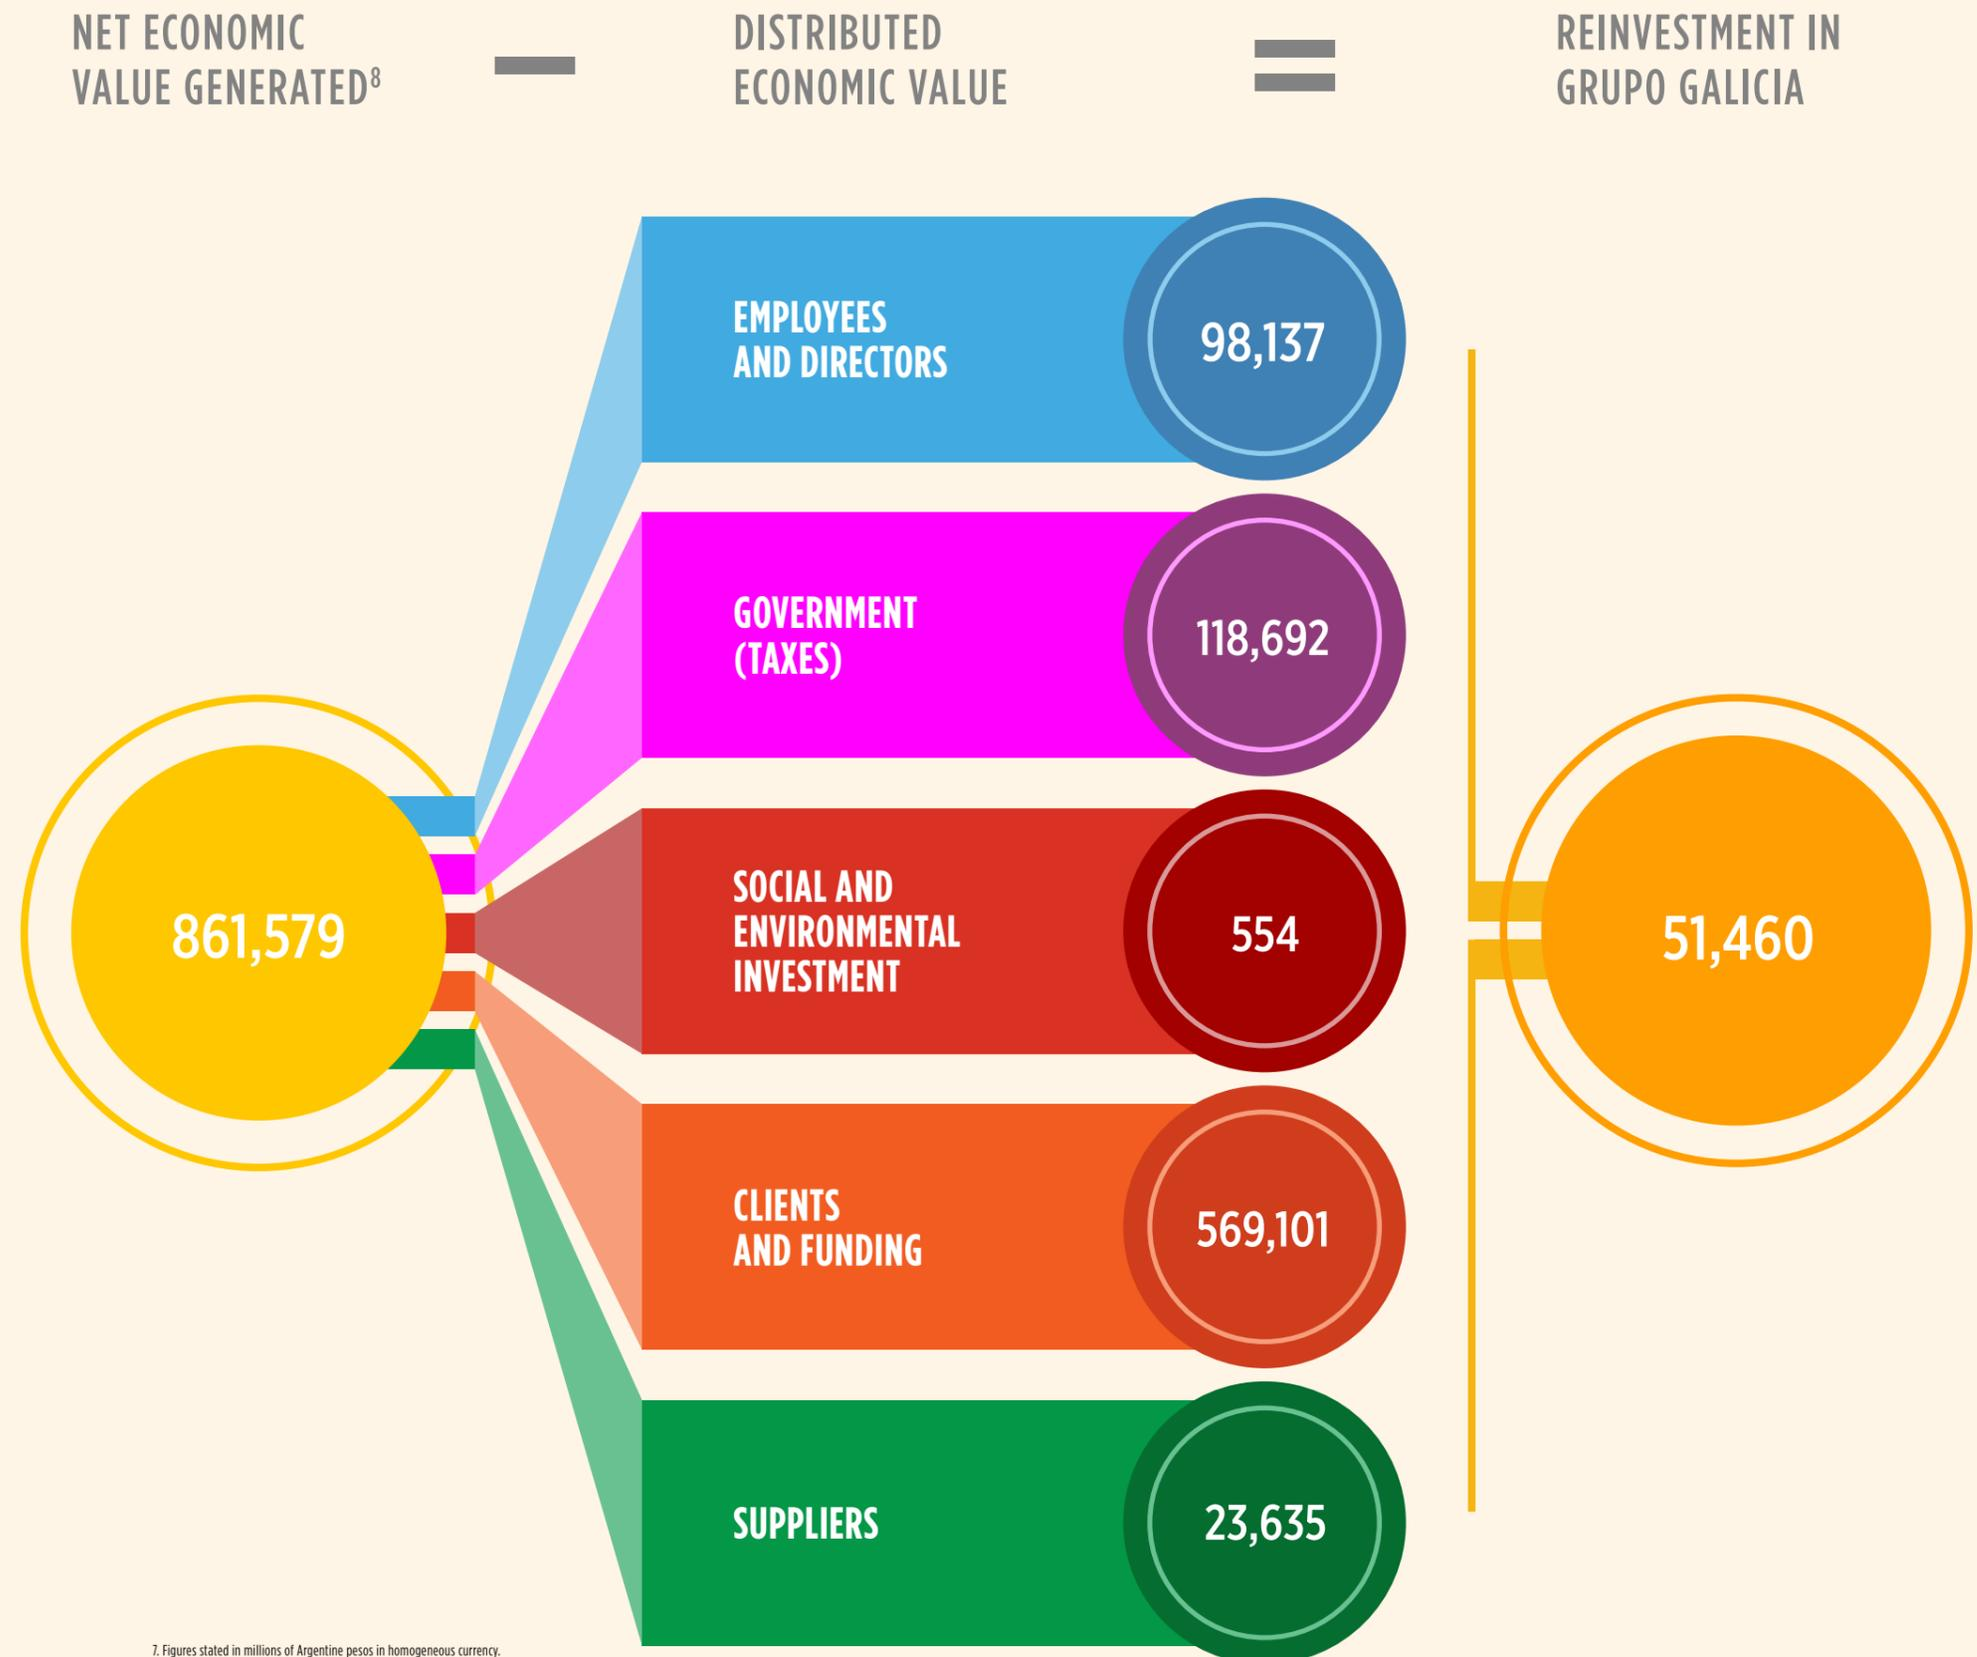 NET ECONOMIC
VALUE GENERATED⁸
DISTRIBUTED
ECONOMIC VALUE
REINVESTMENT IN
GRUPO GALICIA
861,579
EMPLOYEES
AND DIRECTORS
98,137
GOVERNMENT
(TAXES)
118,692
SOCIAL AND
ENVIRONMENTAL
INVESTMENT
554
CLIENTS
AND FUNDING
569,101
SUPPLIERS
23,635
51,460
7. Figures stated in millions of Argentine pesos in homogeneous currency.